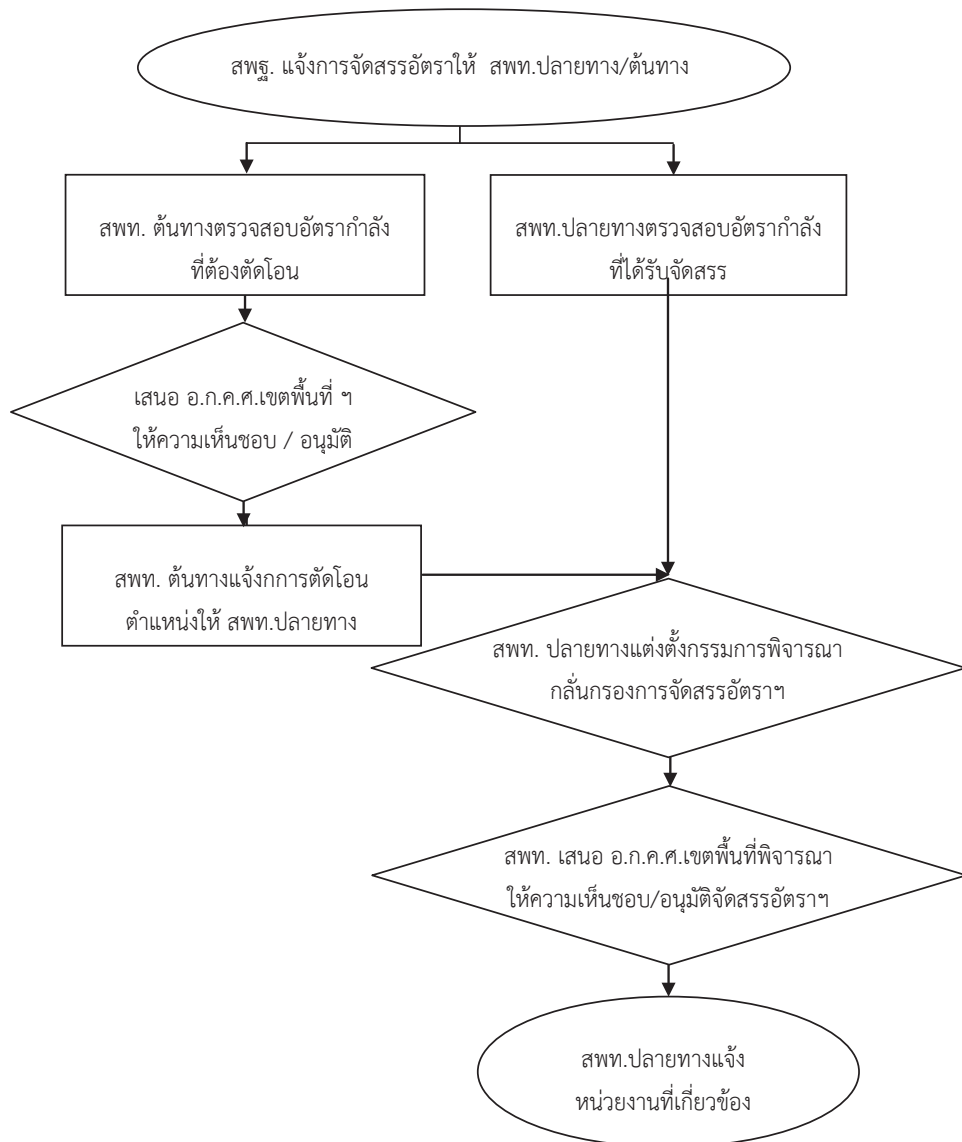 สพฐ. แจ้งการจัดสรรอัตราให้ สพท.ปลายทาง/ต้นทาง
สพท. ต้นทางตรวจสอบอัตรากำลัง
ที่ต้องตัดโอน
สพท.ปลายทางตรวจสอบอัตรากำลัง
ที่ได้รับจัดสรร
เสนอ อ.ก.ค.ศ.เขตพื้นที่ ฯ
ให้ความเห็นชอบ / อนุมัติ
สพท. ต้นทางแจ้งกการตัดโอน
ตำแหน่งให้ สพท.ปลายทาง
สพท. ปลายทางแต่งตั้งกรรมการพิจารณา
กลั่นกรองการจัดสรรอัตราฯ
สพท. เสนอ อ.ก.ค.ศ.เขตพื้นที่พิจารณา
ให้ความเห็นชอบ/อนุมัติจัดสรรอัตราฯ
สพท.ปลายทางแจ้ง
หน่วยงานที่เกี่ยวข้อง